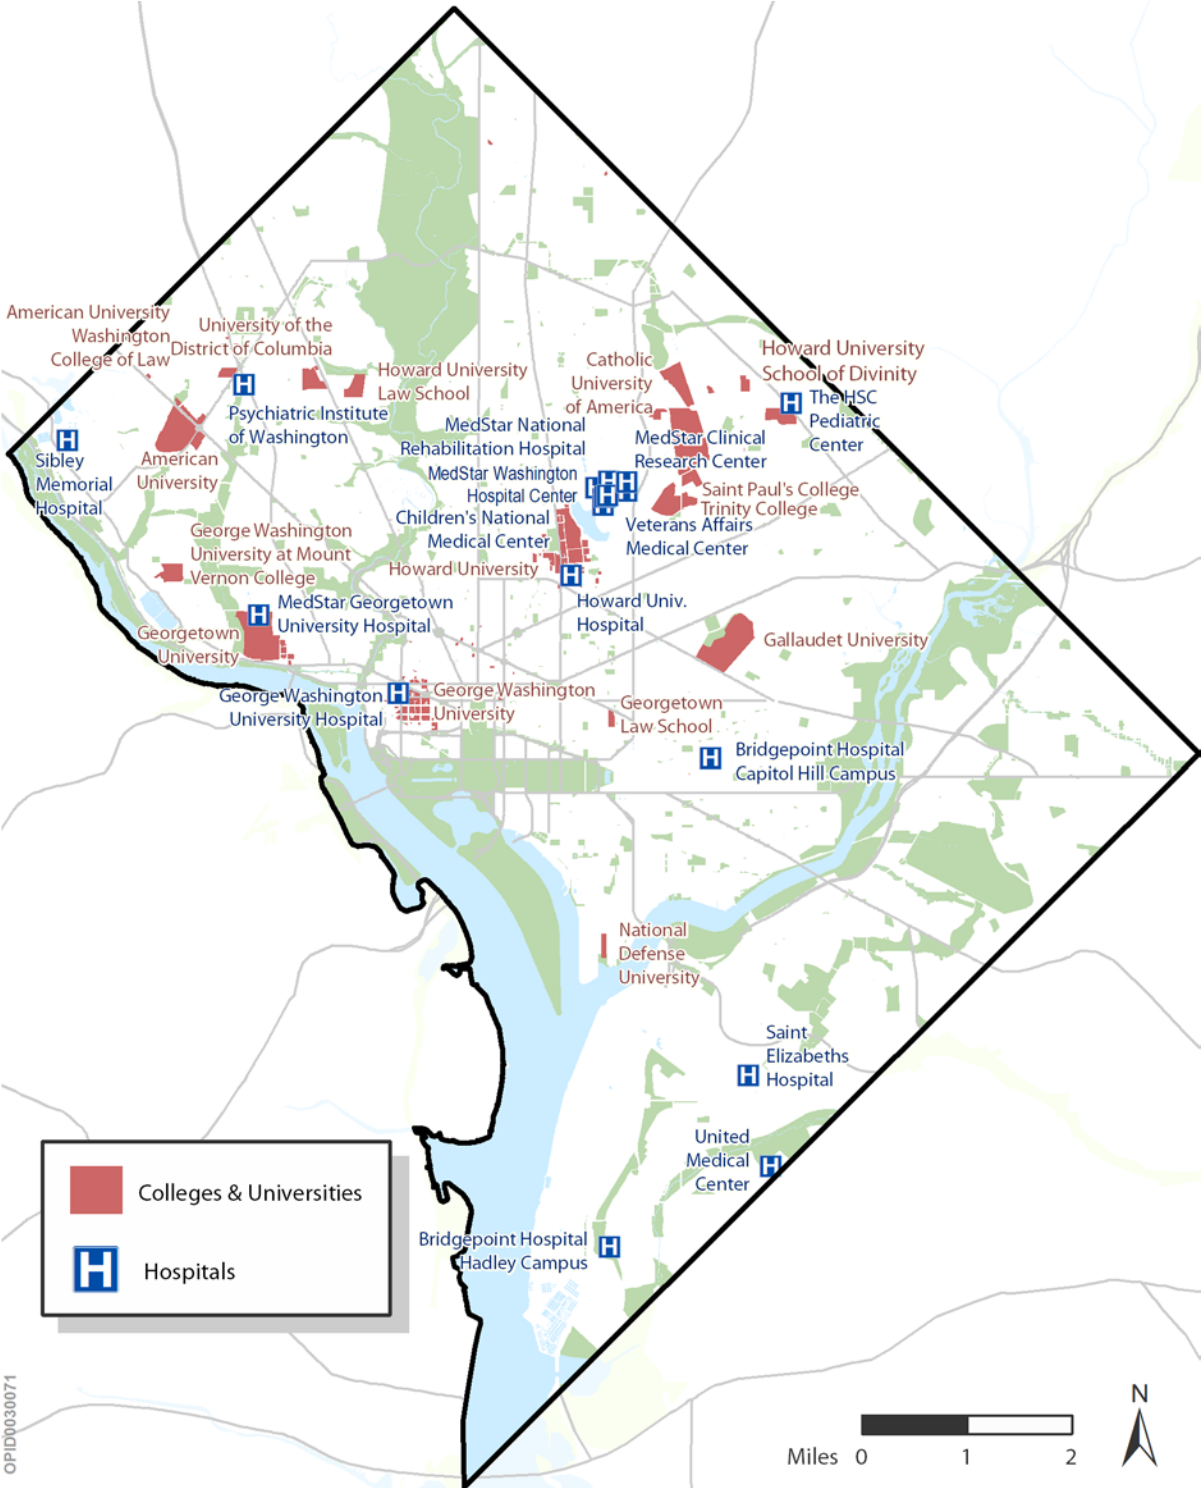 American University
Washington
College of Law
University of the
District of Columbia
Howard University
Law School
Catholic
University
of America
Howard University
School of Divinity
H
The HSC
Pediatric
Center
H
Psychiatric Institute
of Washington
MedStar National
Rehabilitation Hospital
MedStar Clinical
Research Center
H
Sibley
Memorial
Hospital
American
University
MedStar Washington
Hospital Center
H
H
H
H
H
Saint Paul's College
Trinity College
Children's National
Medical Center
Veterans Affairs
Medical Center
George Washington
University at Mount
Vernon College
Howard University
H
Howard Univ.
Hospital
H
MedStar Georgetown
University Hospital
Georgetown
University
Gallaudet University
George Washington
University Hospital
H
George Washington
University
Georgetown
Law School
H
Bridgepoint Hospital
Capitol Hill Campus
National
Defense
University
Saint
Elizabeths
Hospital
H
United
Medical
Center
H
Bridgepoint Hospital
Hadley Campus
H
Colleges & Universities
H
Hospitals
OPID0030071
Miles 0 1 2
N